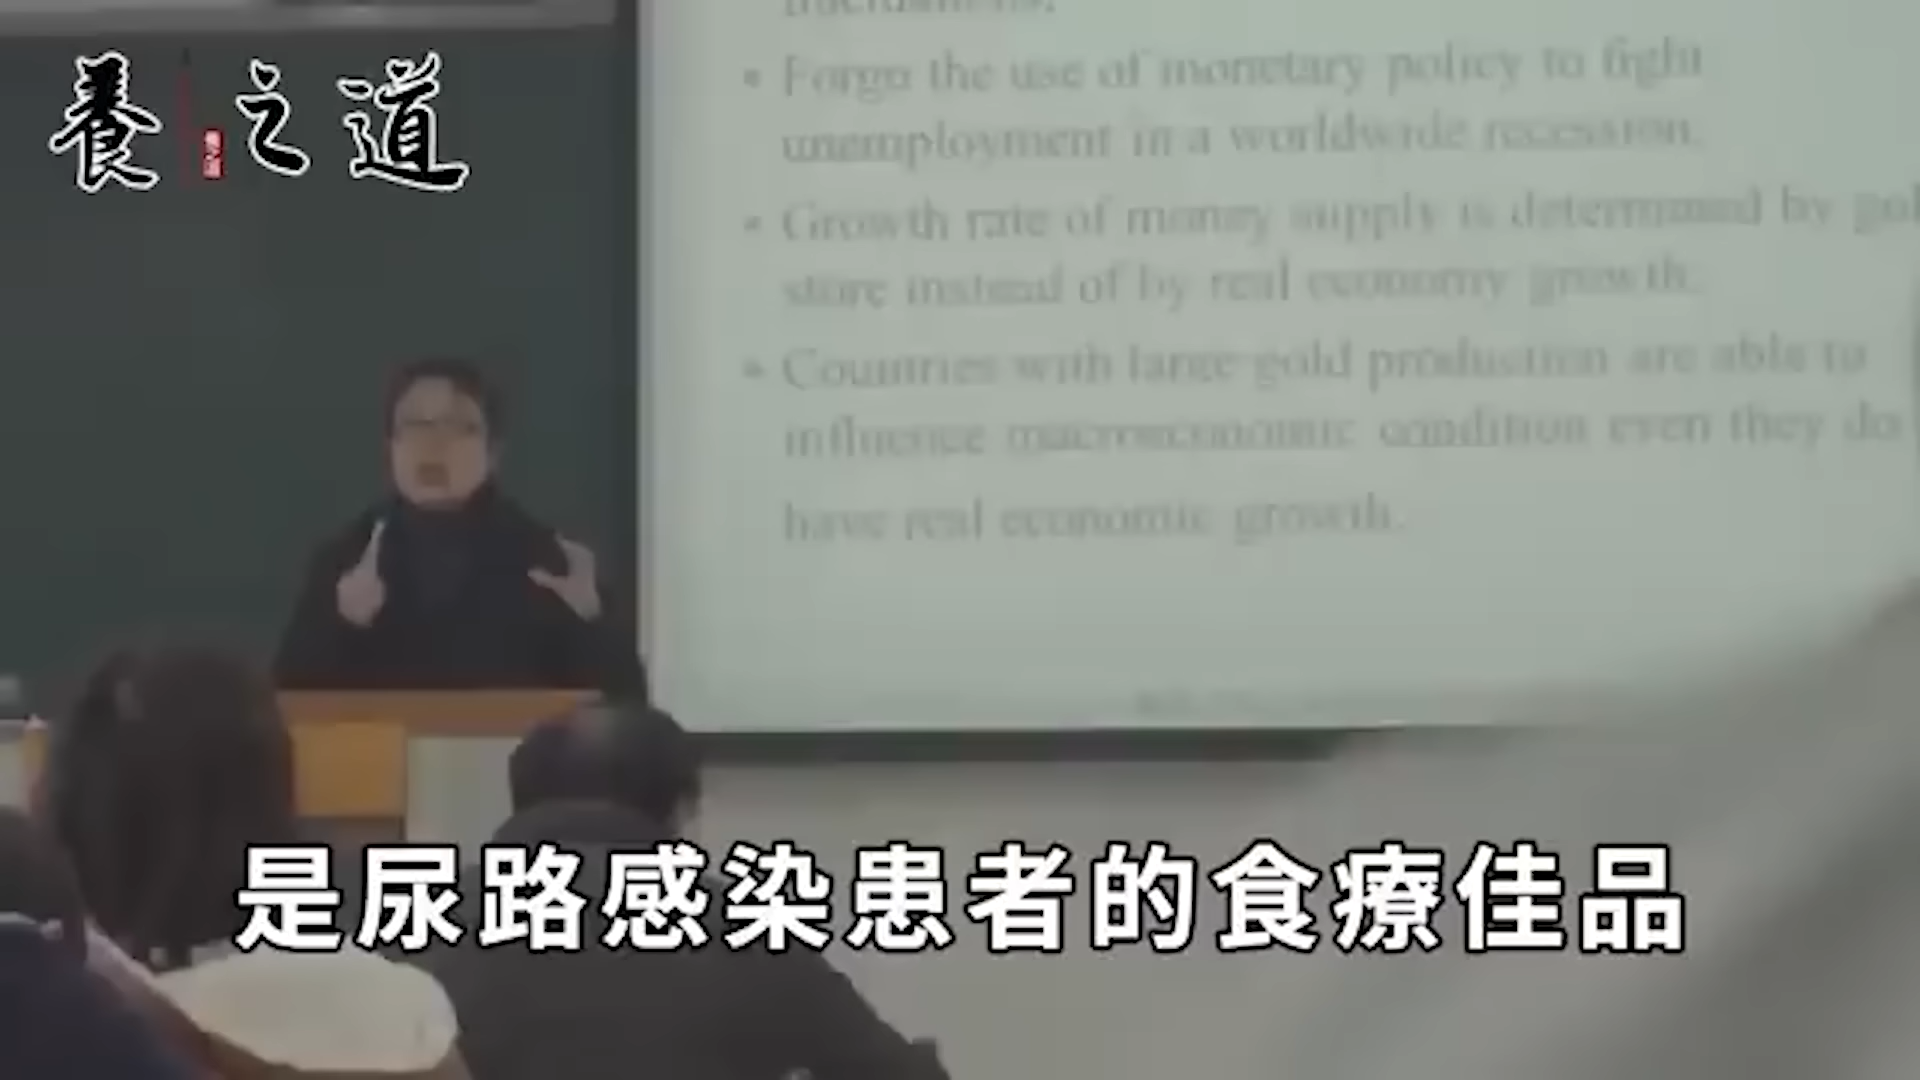 養之道
• Forgo the use of monetary policy to fight
unemployment in a worldwide recession.
• Growth rate of money supply is determined by gol
store instead of by real economy growth.
• Countries with large gold production are able to
influence macroeconomic condition even they do
have real economic growth.
是尿路感染患者的食療佳品